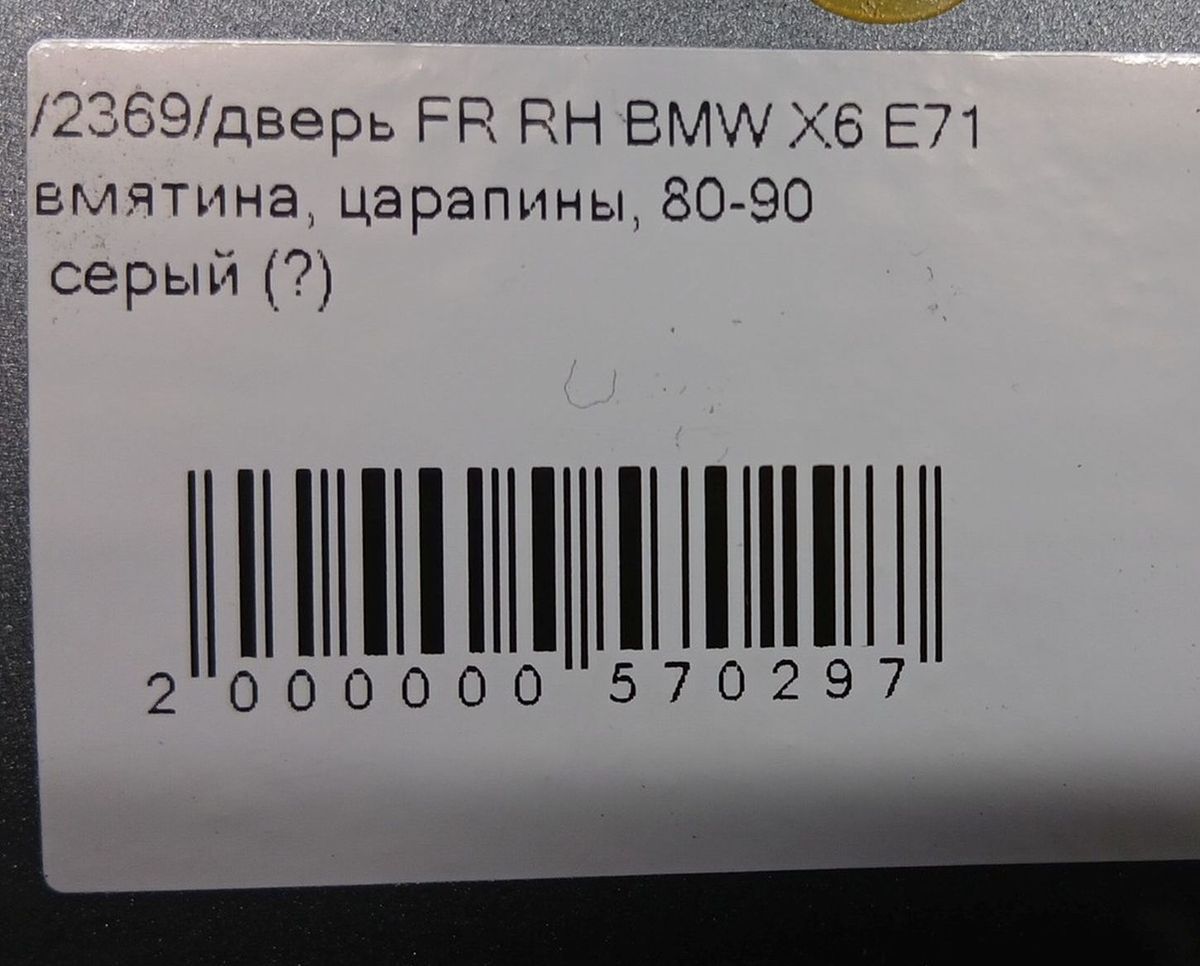 /2369/дверь FR RH BMW X6 E71
вмятина, царапины, 80-90
серый (?)
2 000000 570297